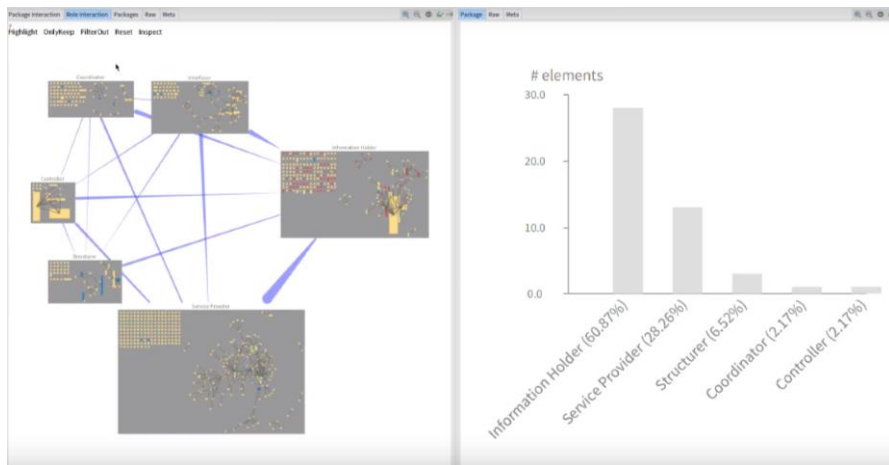 Package Interaction Role Interaction Packages Raw Meta
Highlight OnlyKeep FilterOut Reset Inspect
Coordinator
Interfacer
Information Holder
Controller
Structurer
Service Provider
Package Raw Meta
# elements
30.0
20.0
10.0
0.0
Information Holder (60.87%)
Service Provider (28.26%)
Structurer (6.52%)
Coordinator (2.17%)
Controller (2.17%)